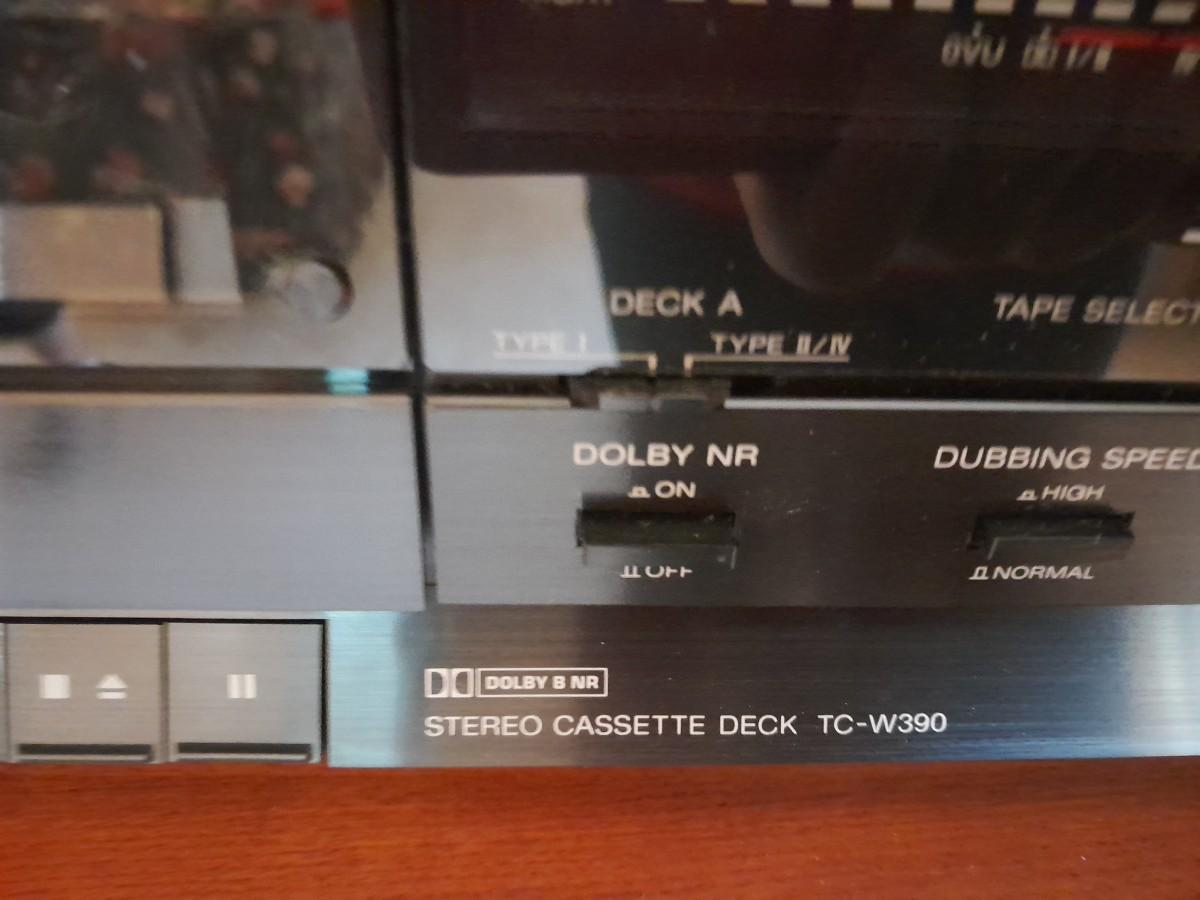 0VU
DECK A
TAPE SELECT
TYPE I
TYPE II/IV
DOLBY NR
ON
OFF
DUBBING SPEED
HIGH
NORMAL
DOLBY B NR
STEREO CASSETTE DECK TC-W390